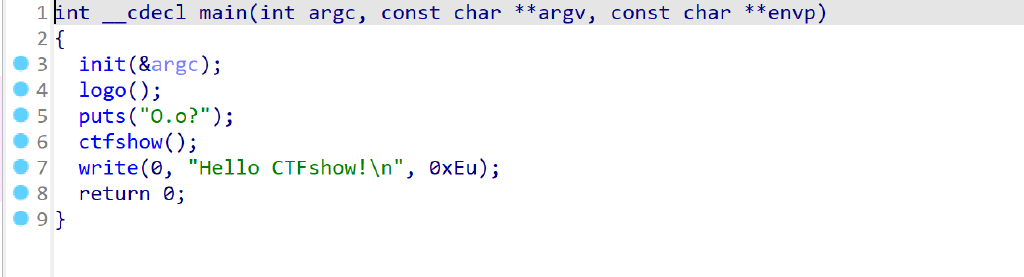 1 int __cdecl main(int argc, const char **argv, const char **envp)
2 {
3 init(&argc);
4 logo();
5 puts("O.o?");
6 ctfshow();
7 write(0, "Hello CTFshow!\n", 0xEu);
8 return 0;
9 }